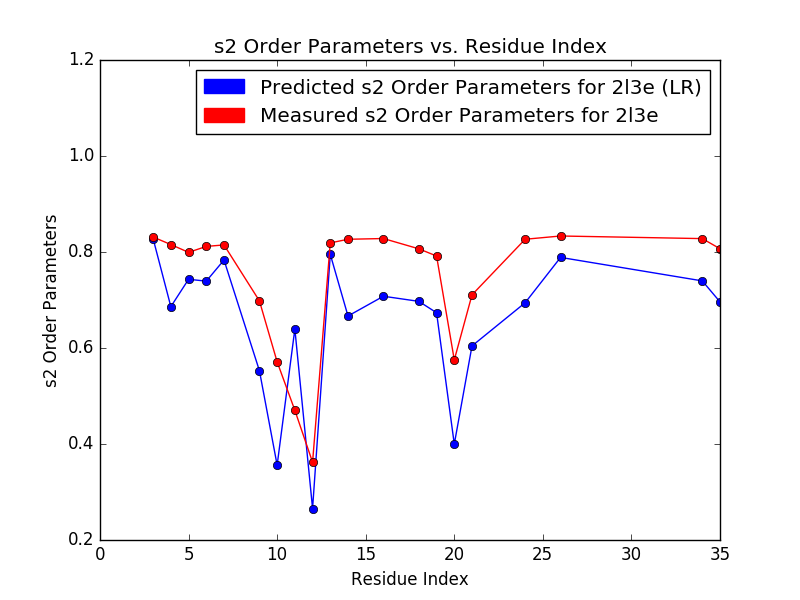 s2 Order Parameters vs. Residue Index
1.2
Predicted s2 Order Parameters for 2l3e (LR)
Measured s2 Order Parameters for 2l3e
1.0
0.8
s2 Order Parameters
0.6
0.4
0.2
0 5 10 15 20 25 30 35
Residue Index